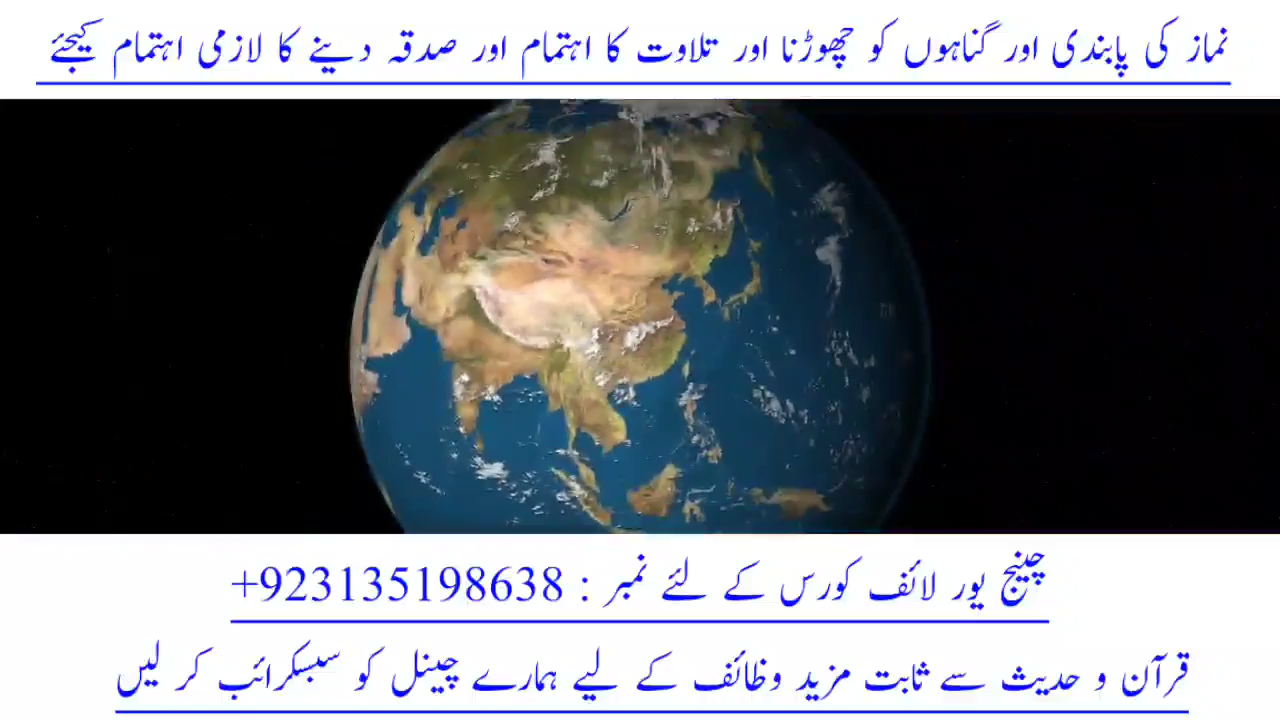 نماز کی پابندی اور گناہوں کو چھوڑنا اور تلاوت کا اہتمام اور صدقہ دینے کا لازمی اہتمام کیجئے
چینج یور لائف کورس کے لئے نمبر : 923135198638+
قرآن و حدیث سے ثابت مزید وظائف کے لیے ہمارے چینل کو سبسکرائب کر لیں